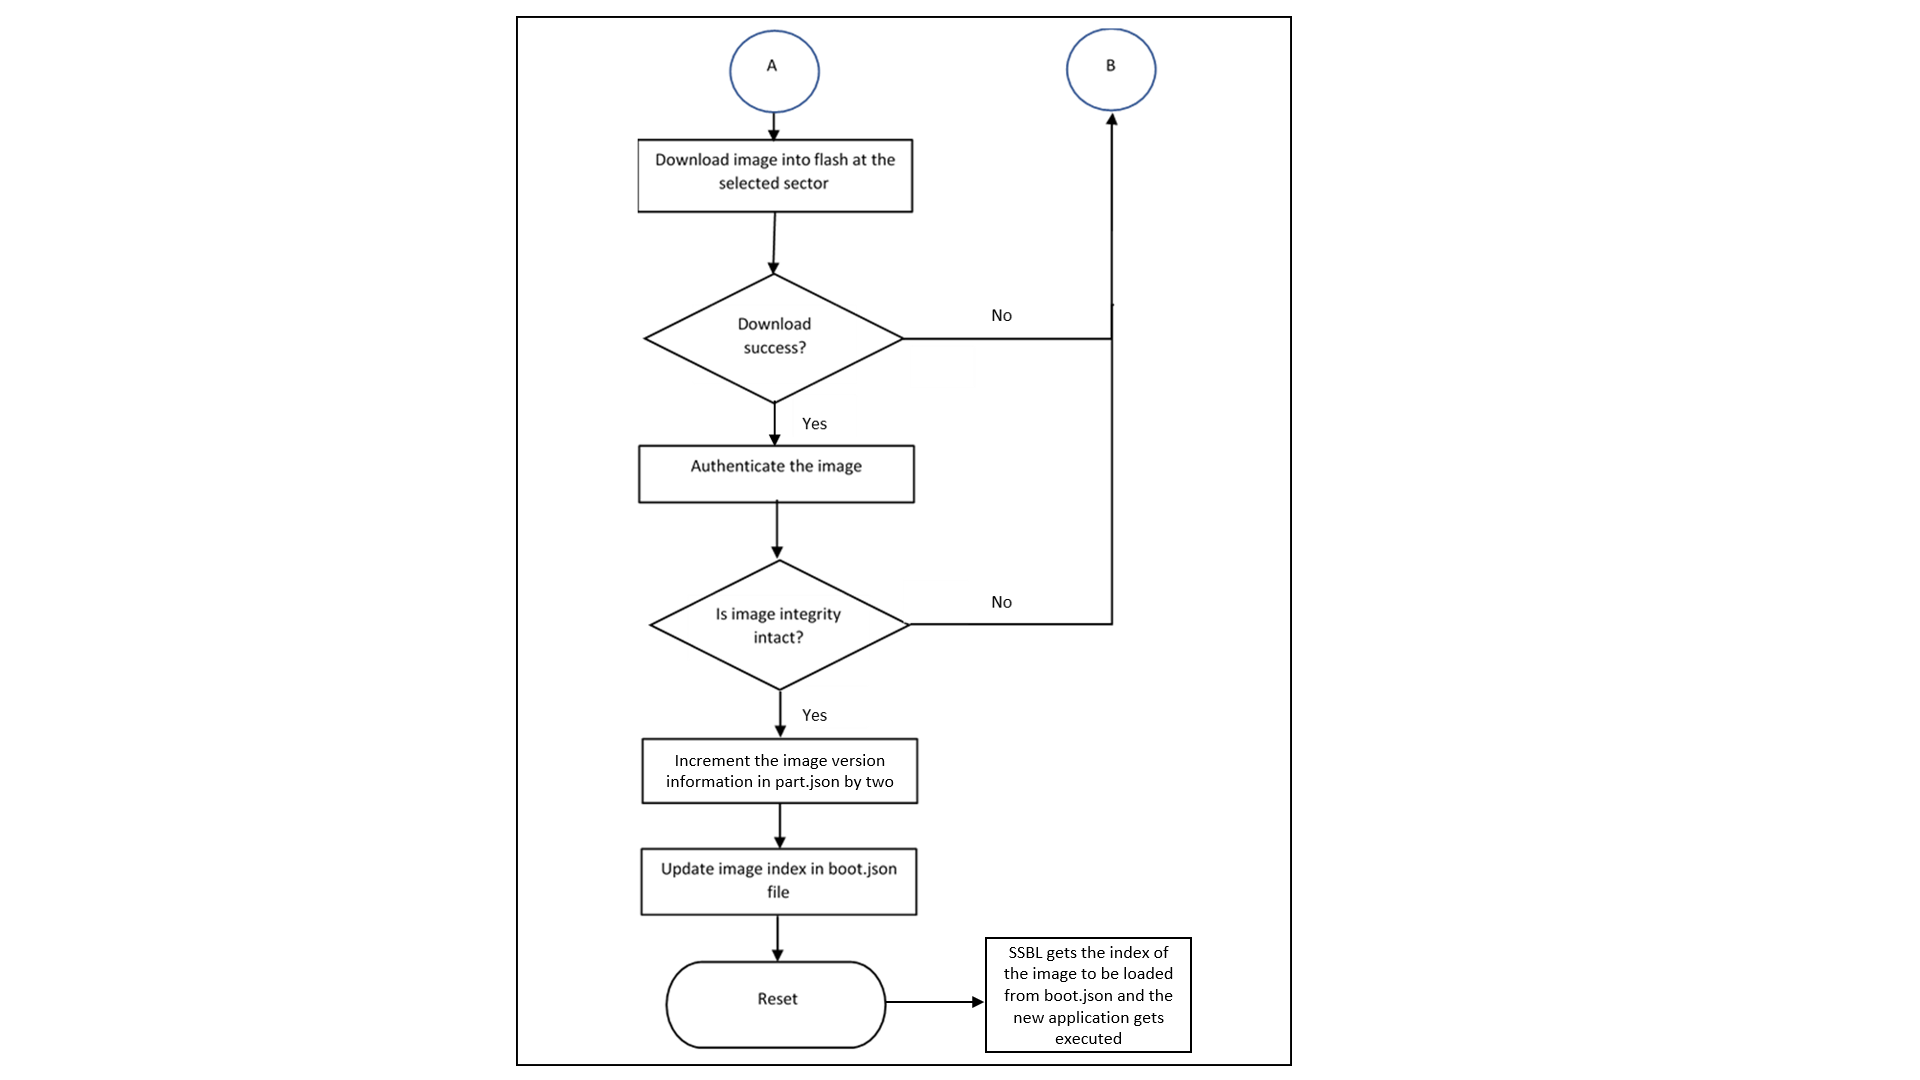 A
B
Download image into flash at the
selected sector
Download
success?
No
Yes
Authenticate the image
Is image integrity
intact?
No
Yes
Increment the image version
information in part.json by two
Update image index in boot.json
file
Reset
SSBL gets the index of
the image to be loaded
from boot.json and the
new application gets
executed